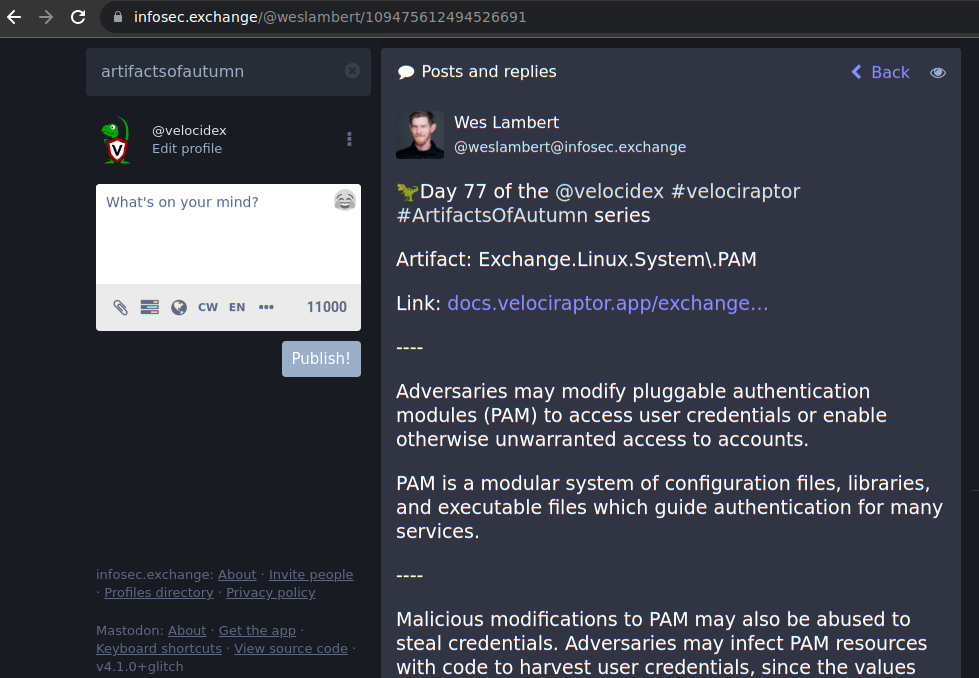 infosec.exchange/@weslambert/109475612494526691
artifactsofautumn
@velocidex
Edit profile
What's on your mind?
CW EN ••• 11000
Publish!
infosec.exchange: About · Invite people
· Profiles directory · Privacy policy
Mastodon: About · Get the app ·
Keyboard shortcuts · View source code ·
v4.1.0+glitch
Posts and replies
Back
Wes Lambert
@weslambert@infosec.exchange
🦖Day 77 of the @velocidex #velociraptor
#ArtifactsOfAutumn series
Artifact: Exchange.Linux.System\.PAM
Link: docs.velociraptor.app/exchange…
----
Adversaries may modify pluggable authentication
modules (PAM) to access user credentials or enable
otherwise unwarranted access to accounts.
PAM is a modular system of configuration files, libraries,
and executable files which guide authentication for many
services.
----
Malicious modifications to PAM may also be abused to
steal credentials. Adversaries may infect PAM resources
with code to harvest user credentials, since the values